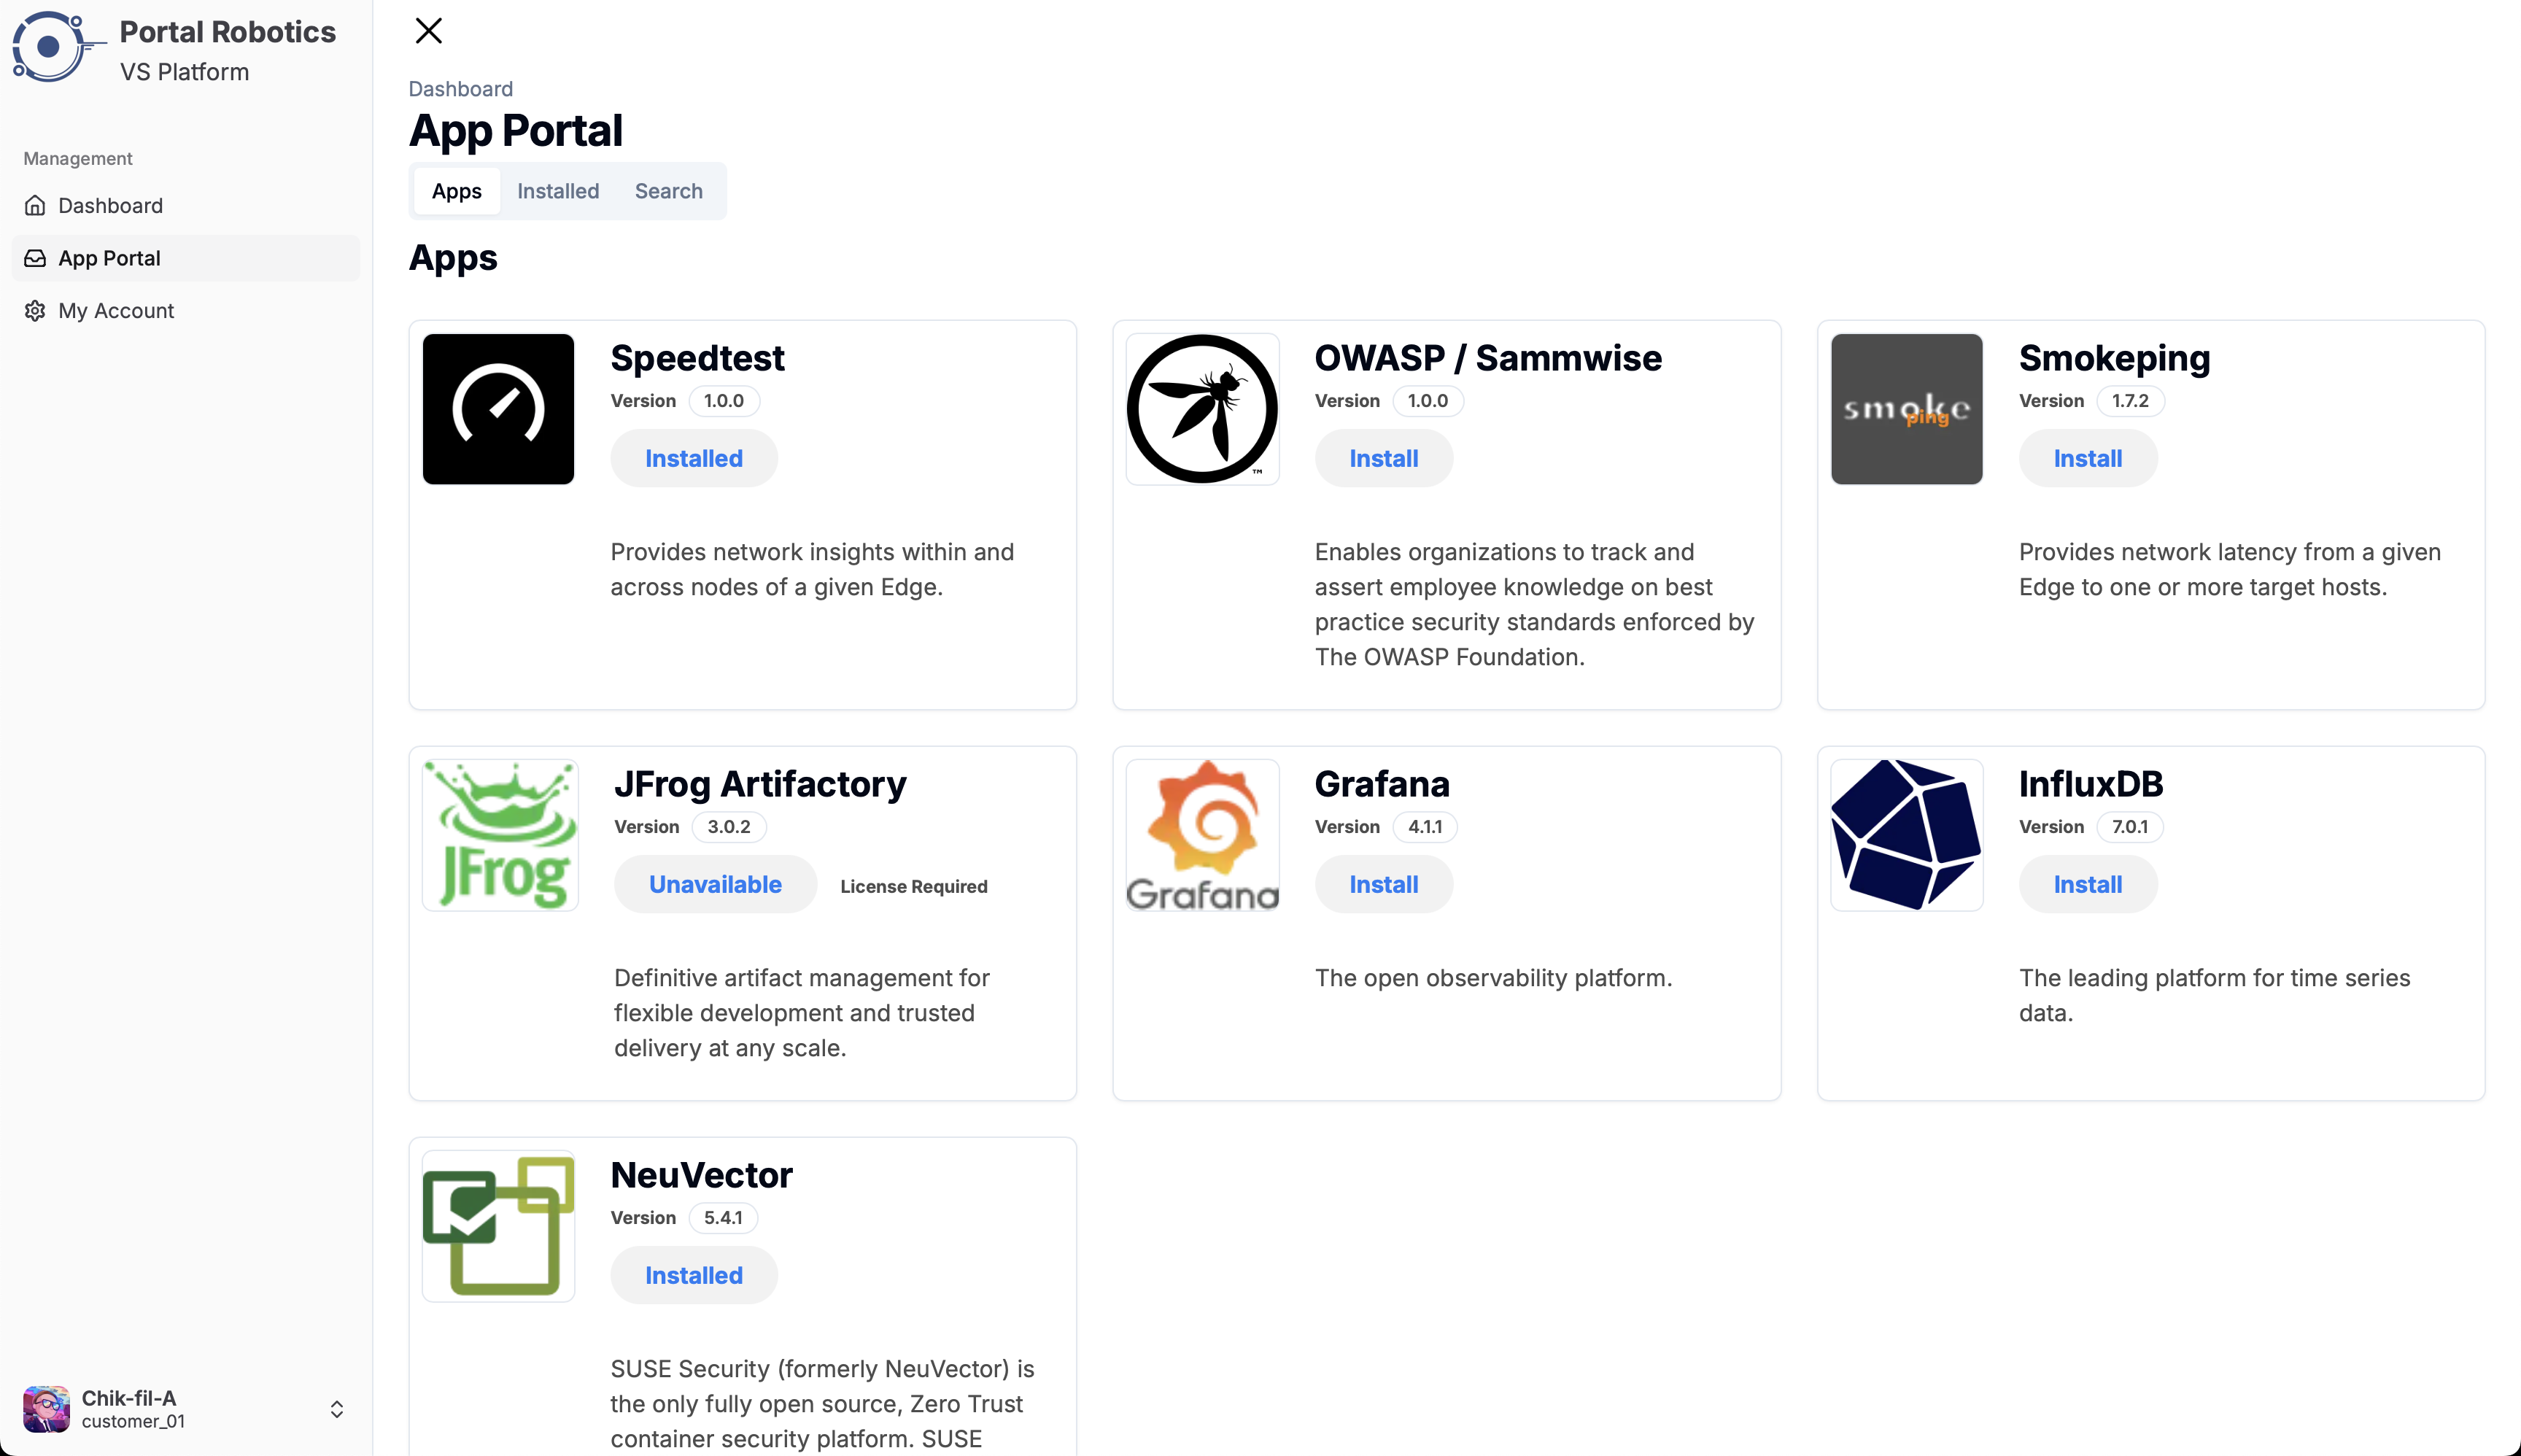 Portal Robotics
VS Platform
Management
Dashboard
App Portal
My Account
Chik-fil-A
customer_01
Dashboard
App Portal
Apps
Installed
Search
Apps
Speedtest
Version 1.0.0
Installed
Provides network insights within and
across nodes of a given Edge.
TM
OWASP / Sammwise
Version 1.0.0
Install
Enables organizations to track and
assert employee knowledge on best
practice security standards enforced by
The OWASP Foundation.
smoke
ping
Smokeping
Version 1.7.2
Install
Provides network latency from a given
Edge to one or more target hosts.
JFrog
JFrog Artifactory
Version 3.0.2
Unavailable License Required
Definitive artifact management for
flexible development and trusted
delivery at any scale.
Grafana
Grafana
Version 4.1.1
Install
The open observability platform.
InfluxDB
Version 7.0.1
Install
The leading platform for time series
data.
NeuVector
Version 5.4.1
Installed
SUSE Security (formerly NeuVector) is
the only fully open source, Zero Trust
container security platform. SUSE